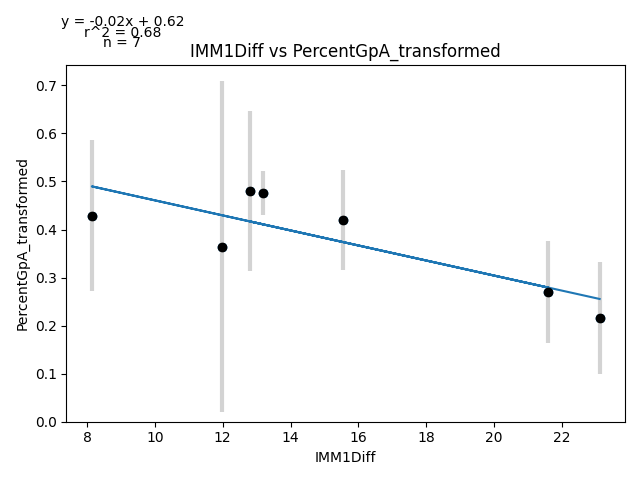 y = -0.02x + 0.62
r^2 = 0.68
n = 7
IMM1Diff vs PercentGpA_transformed
PercentGpA_transformed
0.7
0.6
0.5
0.4
0.3
0.2
0.1
0.0
8 10 12 14 16 18 20 22
IMM1Diff